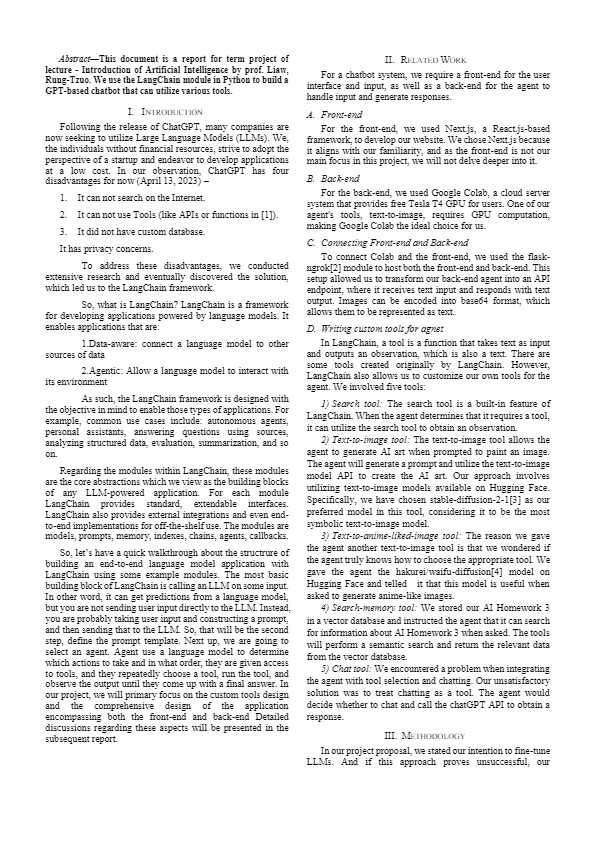 Abstract—This document is a report for term project of
lecture - Introduction of Artificial Intelligence by prof. Liaw,
Rung-Tzuo. We use the LangChain module in Python to build a
GPT-based chatbot that can utilize various tools.
I. INTRODUCTION
Following the release of ChatGPT, many companies are
now seeking to utilize Large Language Models (LLMs). We,
the individuals without financial resources, strive to adopt the
perspective of a startup and endeavor to develop applications
at a low cost. In our observation, ChatGPT has four
disadvantages for now (April 13, 2023) –
1. It can not search on the Internet.
2. It can not use Tools (like APIs or functions in [1]).
3. It did not have custom database.
It has privacy concerns.
To address these disadvantages, we conducted
extensive research and eventually discovered the solution,
which led us to the LangChain framework.
So, what is LangChain? LangChain is a framework
for developing applications powered by language models. It
enables applications that are:
1.Data-aware: connect a language model to other
sources of data
2.Agentic: Allow a language model to interact with
its environment
As such, the LangChain framework is designed with
the objective in mind to enable those types of applications. For
example, common use cases include: autonomous agents,
personal assistants, answering questions using sources,
analyzing structured data, evaluation, summarization, and so
on.
Regarding the modules within LangChain, these modules
are the core abstractions which we view as the building blocks
of any LLM-powered application. For each module
LangChain provides standard, extendable interfaces.
LangChain also provides external integrations and even end-
to-end implementations for off-the-shelf use. The modules are
models, prompts, memory, indexes, chains, agents, callbacks.
So, let's have a quick walkthrough about the structrure of
building an end-to-end language model application with
LangChain using some example modules. The most basic
building block of LangChain is calling an LLM on some input.
In other word, it can get predictions from a language model,
but you are not sending user input directly to the LLM. Instead,
you are probably taking user input and constructing a prompt,
and then sending that to the LLM. So, that will be the second
step, define the prompt template. Next up, we are going to
select an agent. Agent use a language model to determine
which actions to take and in what order, they are given access
to tools, and they repeatedly choose a tool, run the tool, and
observe the output until they come up with a final answer. In
our project, we will primary focus on the custom tools design
and the comprehensive design of the application
encompassing both the front-end and back-end Detailed
discussions regarding these aspects will be presented in the
subsequent report.
II. RELATED WORK
For a chatbot system, we require a front-end for the user
interface and input, as well as a back-end for the agent to
handle input and generate responses.
A. Front-end
For the front-end, we used Next.js, a React.js-based
framework, to develop our website. We chose Next.js because
it aligns with our familiarity, and as the front-end is not our
main focus in this project, we will not delve deeper into it.
B. Back-end
For the back-end, we used Google Colab, a cloud server
system that provides free Tesla T4 GPU for users. One of our
agent's tools, text-to-image, requires GPU computation,
making Google Colab the ideal choice for us.
C. Connecting Front-end and Back-end
To connect Colab and the front-end, we used the flask-
ngrok[2] module to host both the front-end and back-end. This
setup allowed us to transform our back-end agent into an API
endpoint, where it receives text input and responds with text
output. Images can be encoded into base64 format, which
allows them to be represented as text.
D. Writing custom tools for agnet
In LangChain, a tool is a function that takes text as input
and outputs an observation, which is also a text. There are
some tools created originally by LangChain. However,
LangChain also allows us to customize our own tools for the
agent. We involved five tools:
1) Search tool: The search tool is a built-in feature of
LangChain. When the agent determines that it requires a tool,
it can utilize the search tool to obtain an observation.
2) Text-to-image tool: The text-to-image tool allows the
agent to generate AI art when prompted to paint an image.
The agent will generate a prompt and utilize the text-to-image
model API to create the AI art. Our approach involves
utilizing text-to-image models available on Hugging Face.
Specifically, we have chosen stable-diffusion-2-1[3] as our
preferred model in this tool, considering it to be the most
symbolic text-to-image model.
3) Text-to-anime-liked-image tool: The reason we gave
the agent another text-to-image tool is that we wondered if
the agent truly knows how to choose the appropriate tool. We
gave the agent the hakurei/waifu-diffusion[4] model on
Hugging Face and telled it that this model is useful when
asked to generate anime-like images.
4) Search-memory tool: We stored our AI Homework 3
in a vector database and instructed the agent that it can search
for information about AI Homework 3 when asked. The tools
will perform a semantic search and return the relevant data
from the vector database.
5) Chat tool: We encountered a problem when integrating
the agent with tool selection and chatting. Our unsatisfactory
solution was to treat chatting as a tool. The agent would
decide whether to chat and call the chatGPT API to obtain a
response.
III. METHODOLOGY
In our project proposal, we stated our intention to fine-tune
LLMs. And if this approach proves unsuccessful, our